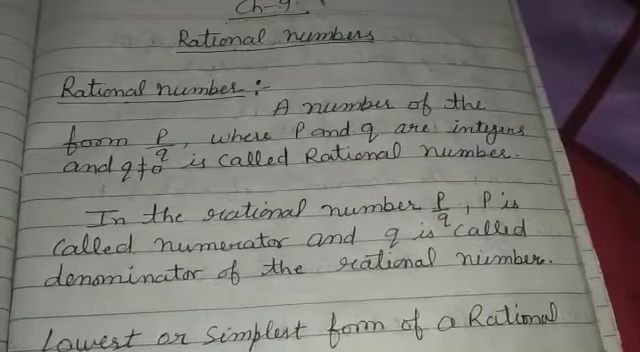 Ch-9
Rational numbers
Rational number :-
A number of the
form p/q, where p and q are integers
and q≠0 is called Rational number.
In the rational number p/q, p is
called numerator and q is called
denominator of the rational number.
Lowest or Simplest form of a Rational